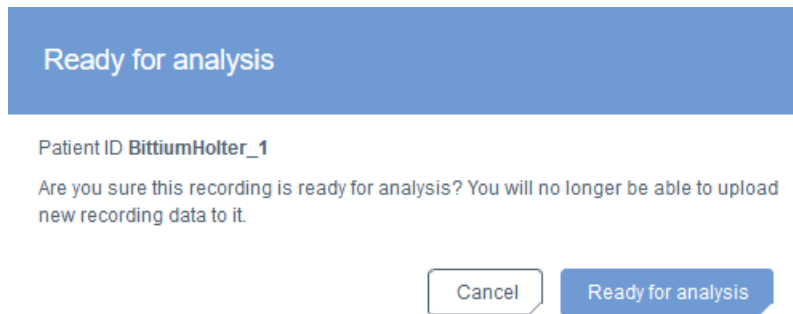 Ready for analysis
Patient ID BittiumHolter_1
Are you sure this recording is ready for analysis? You will no longer be able to upload
new recording data to it.
Cancel
Ready for analysis